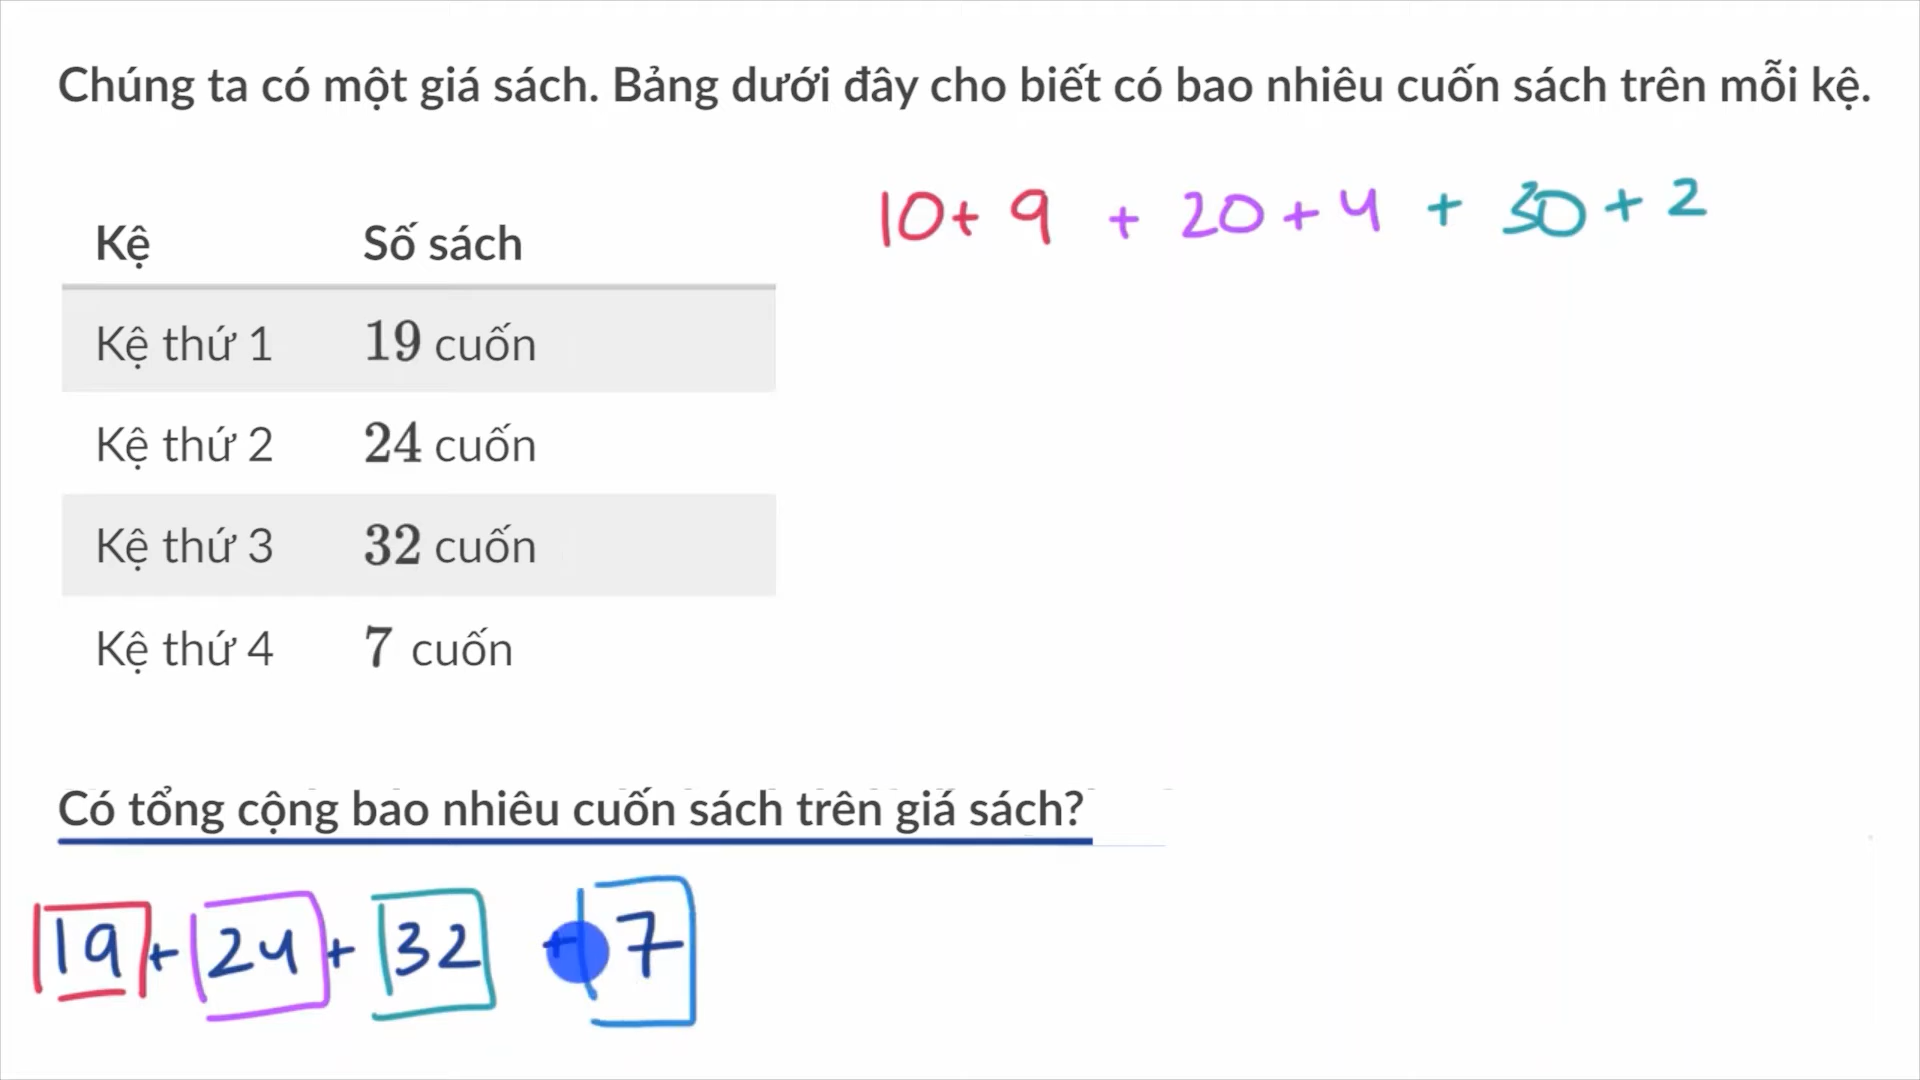 Chúng ta có một giá sách. Bảng dưới đây cho biết có bao nhiêu cuốn sách trên mỗi kệ.
10 + 9 + 20 + 4 + 30 + 2
Kệ Số sách
Kệ thứ 1 19 cuốn
Kệ thứ 2 24 cuốn
Kệ thứ 3 32 cuốn
Kệ thứ 4 7 cuốn
Có tổng cộng bao nhiêu cuốn sách trên giá sách?
19 + 24 + 32 + 7